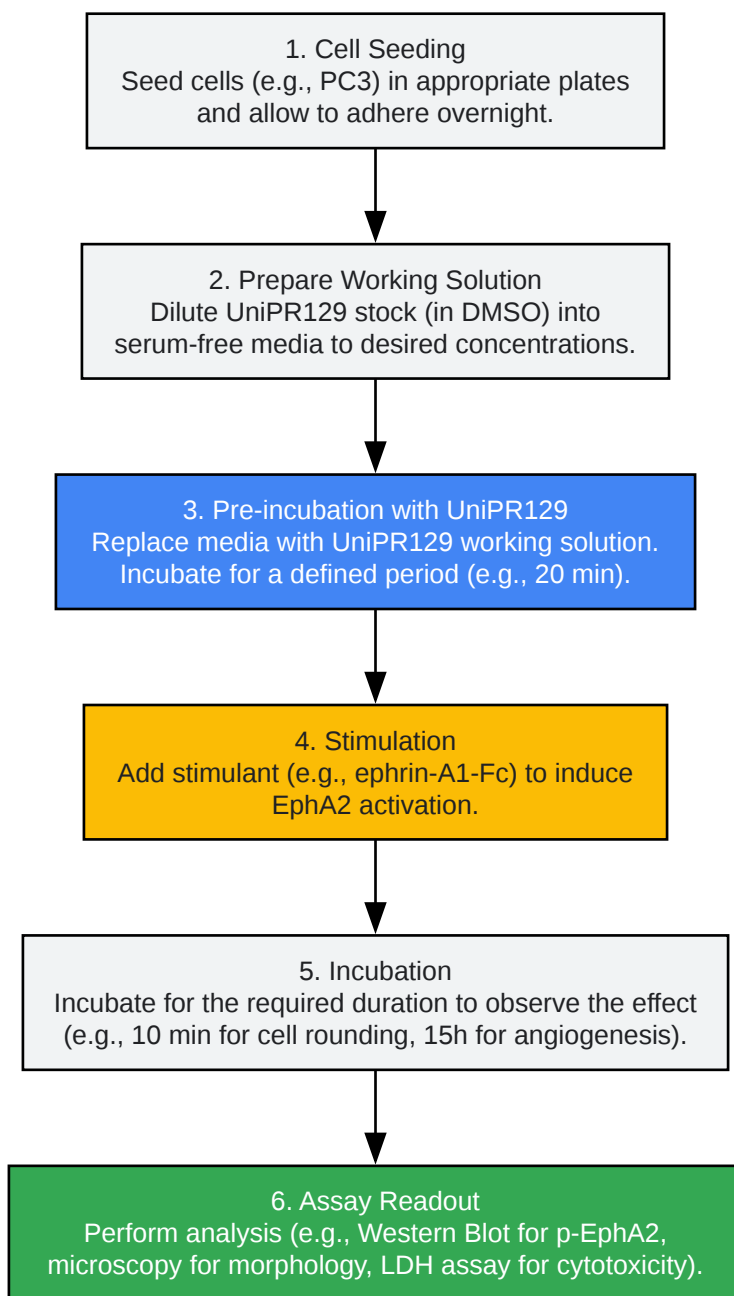 1. Cell Seeding
Seed cells (e.g., PC3) in appropriate plates
and allow to adhere overnight.
2. Prepare Working Solution
Dilute UniPR129 stock (in DMSO) into
serum-free media to desired concentrations.
3. Pre-incubation with UniPR129
Replace media with UniPR129 working solution.
Incubate for a defined period (e.g., 20 min).
4. Stimulation
Add stimulant (e.g., ephrin-A1-Fc) to induce
EphA2 activation.
5. Incubation
Incubate for the required duration to observe the effect
(e.g., 10 min for cell rounding, 15h for angiogenesis).
6. Assay Readout
Perform analysis (e.g., Western Blot for p-EphA2,
microscopy for morphology, LDH assay for cytotoxicity).